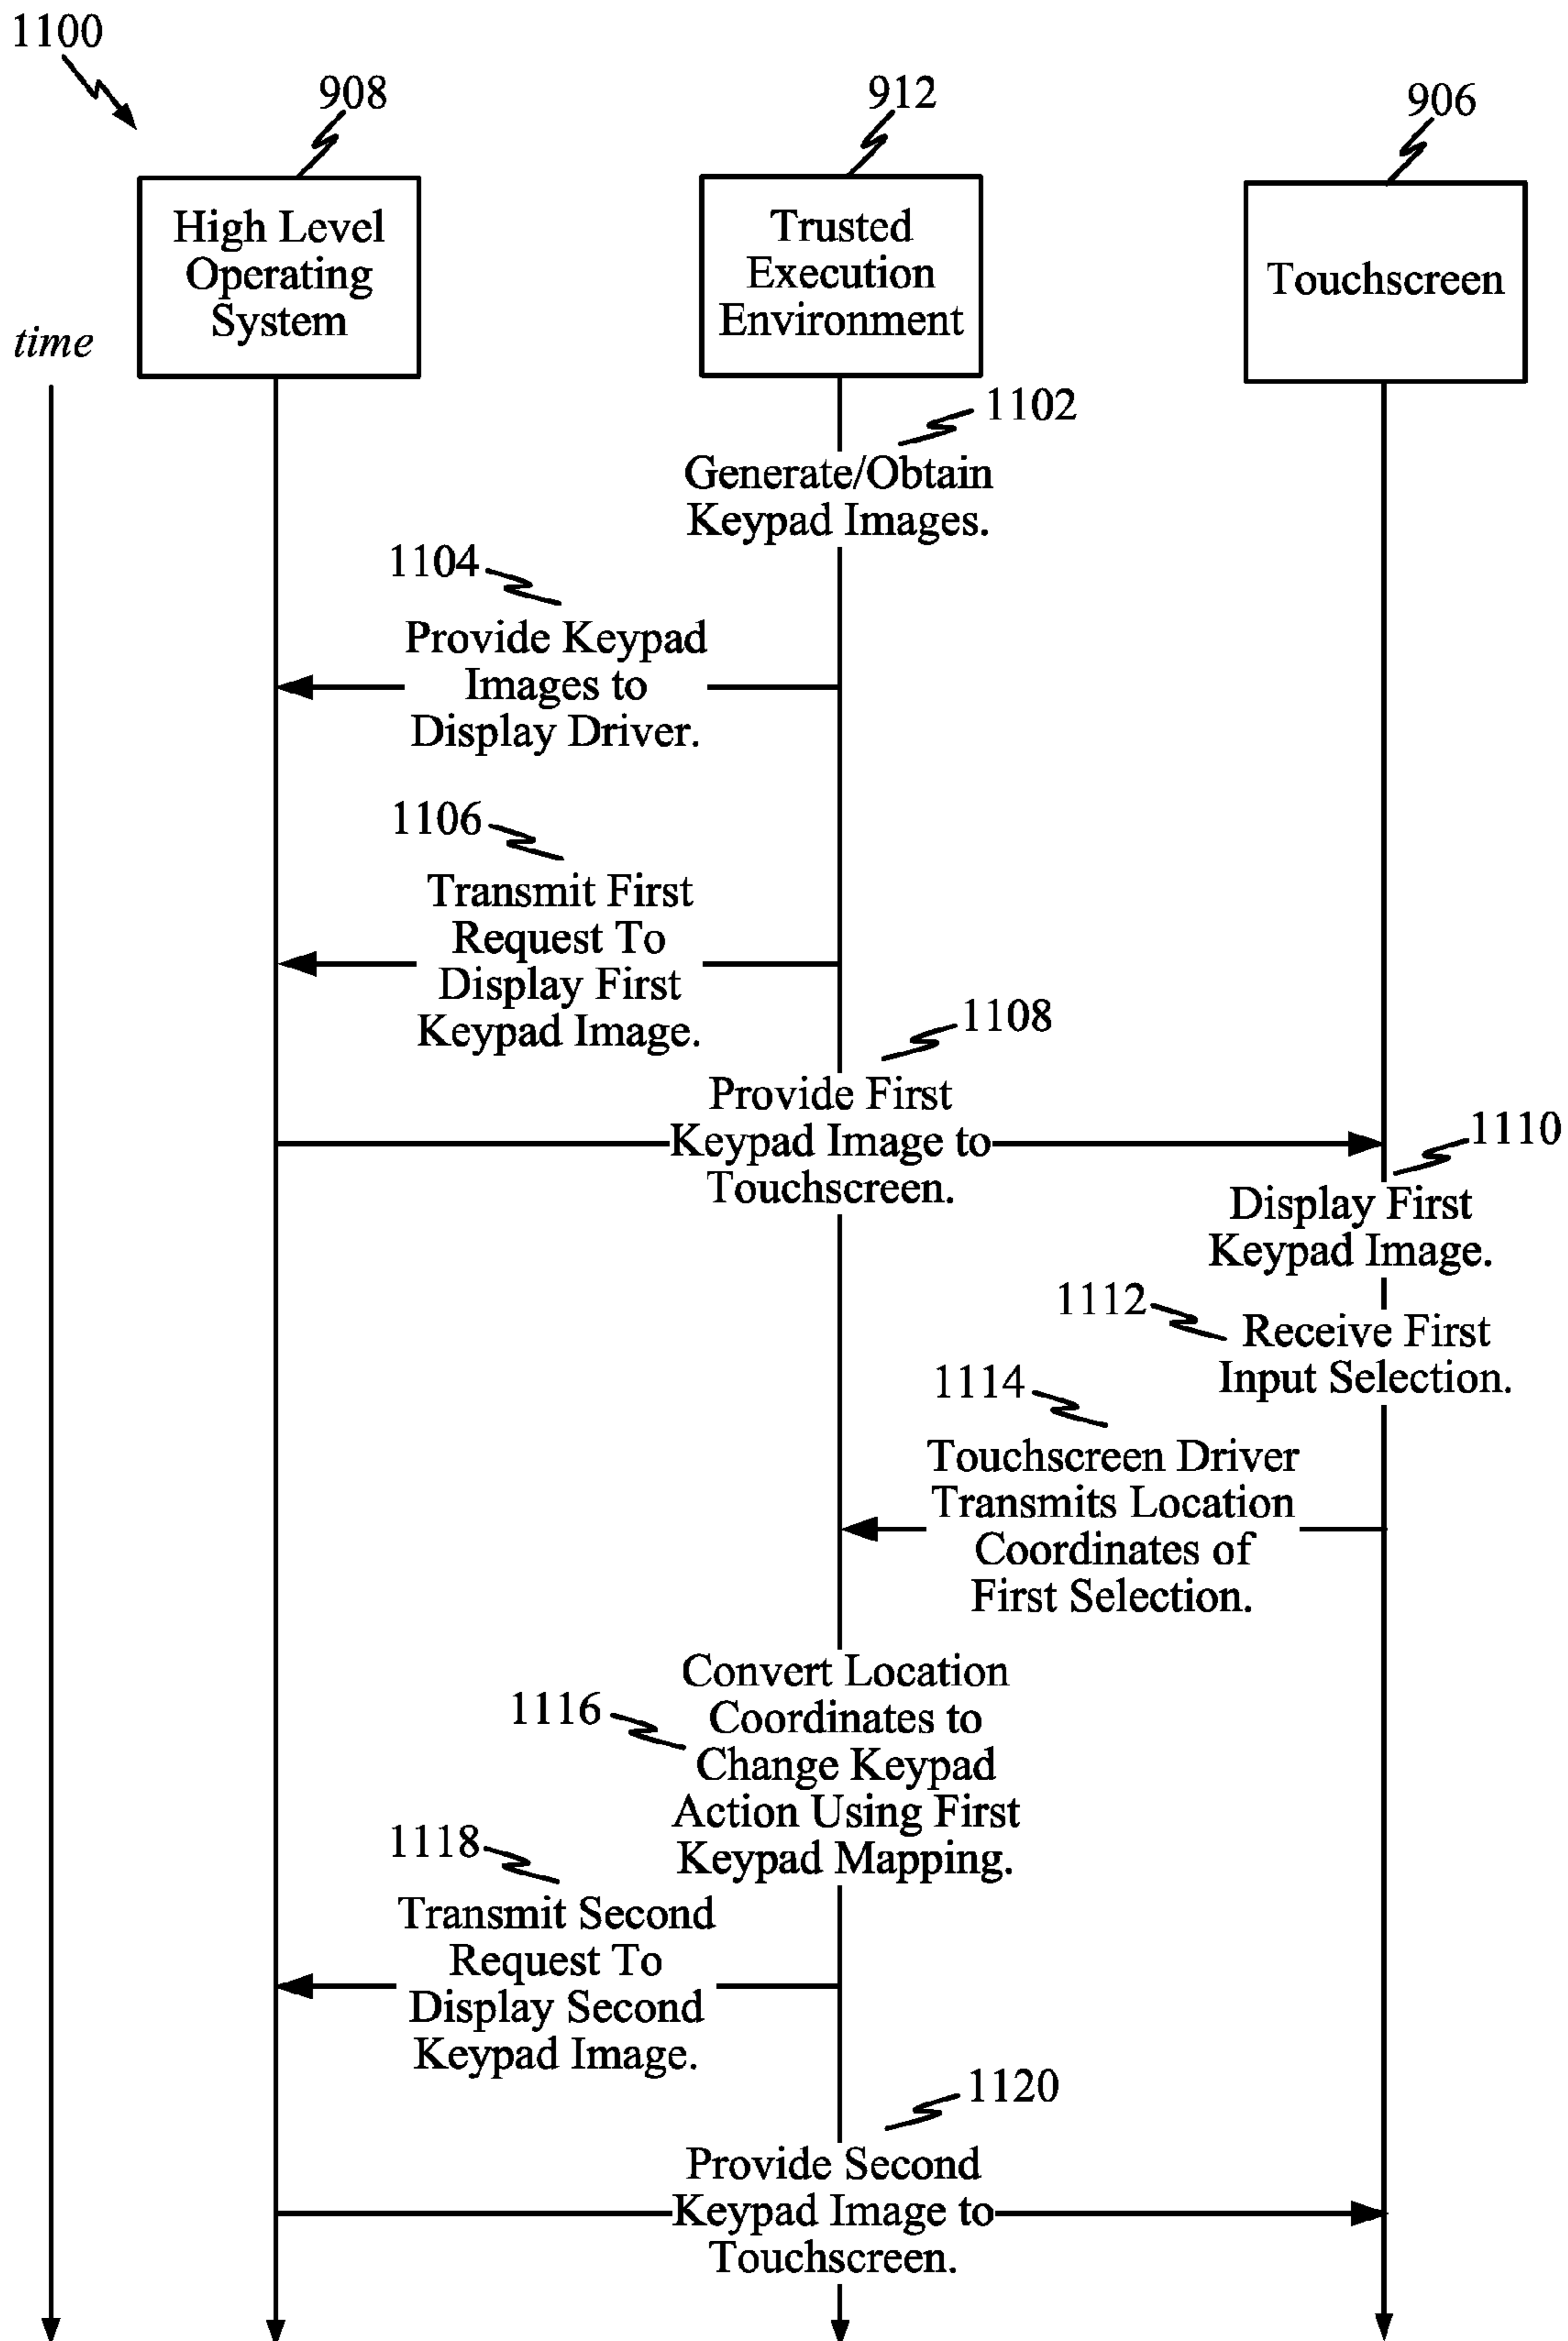 1100
908
912
906
High Level
Operating
System
Trusted
Execution
Environment
Touchscreen
time
1102
Generate/Obtain
Keypad Images.
1104
Provide Keypad
Images to
Display Driver.
1106
Transmit First
Request To
Display First
Keypad Image.
1108
Provide First
Keypad Image to
Touchscreen.
1110
Display First
Keypad Image.
1112
Receive First
Input Selection.
1114
Touchscreen Driver
Transmits Location
Coordinates of
First Selection.
1116
Convert Location
Coordinates to
Change Keypad
Action Using First
Keypad Mapping.
1118
Transmit Second
Request To
Display Second
Keypad Image.
1120
Provide Second
Keypad Image to
Touchscreen.